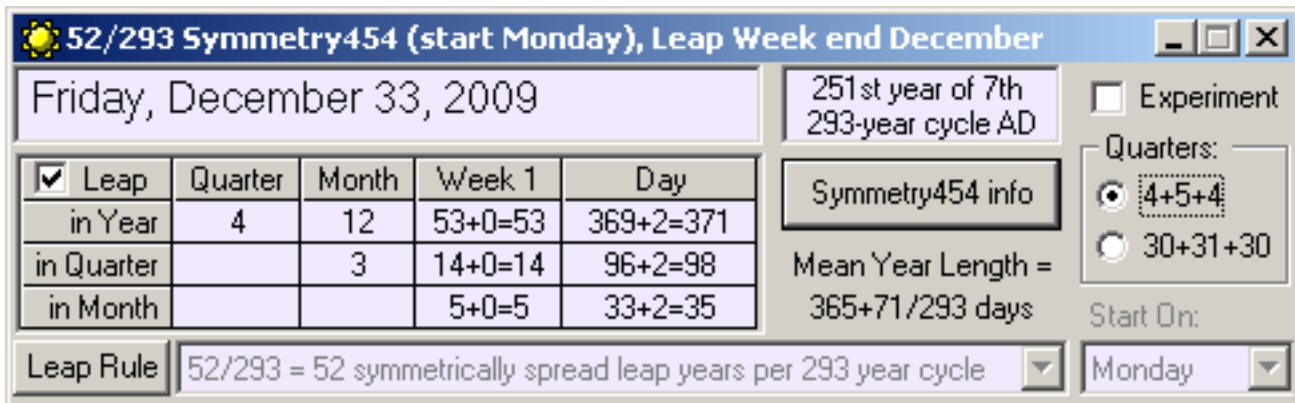 52/293 Symmetry454 (start Monday), Leap Week end December
Friday, December 33, 2009
251st year of 7th
293-year cycle AD
Experiment
Leap Quarter Month Week 1 Day
in Year 4 12 53+0=53 369+2=371
in Quarter 3 14+0=14 96+2=98
in Month 5+0=5 33+2=35
Symmetry454 info
Mean Year Length =
365+71/293 days
Quarters:
4+5+4
30+31+30
Start On:
Leap Rule 52/293 = 52 symmetrically spread leap years per 293 year cycle
Monday